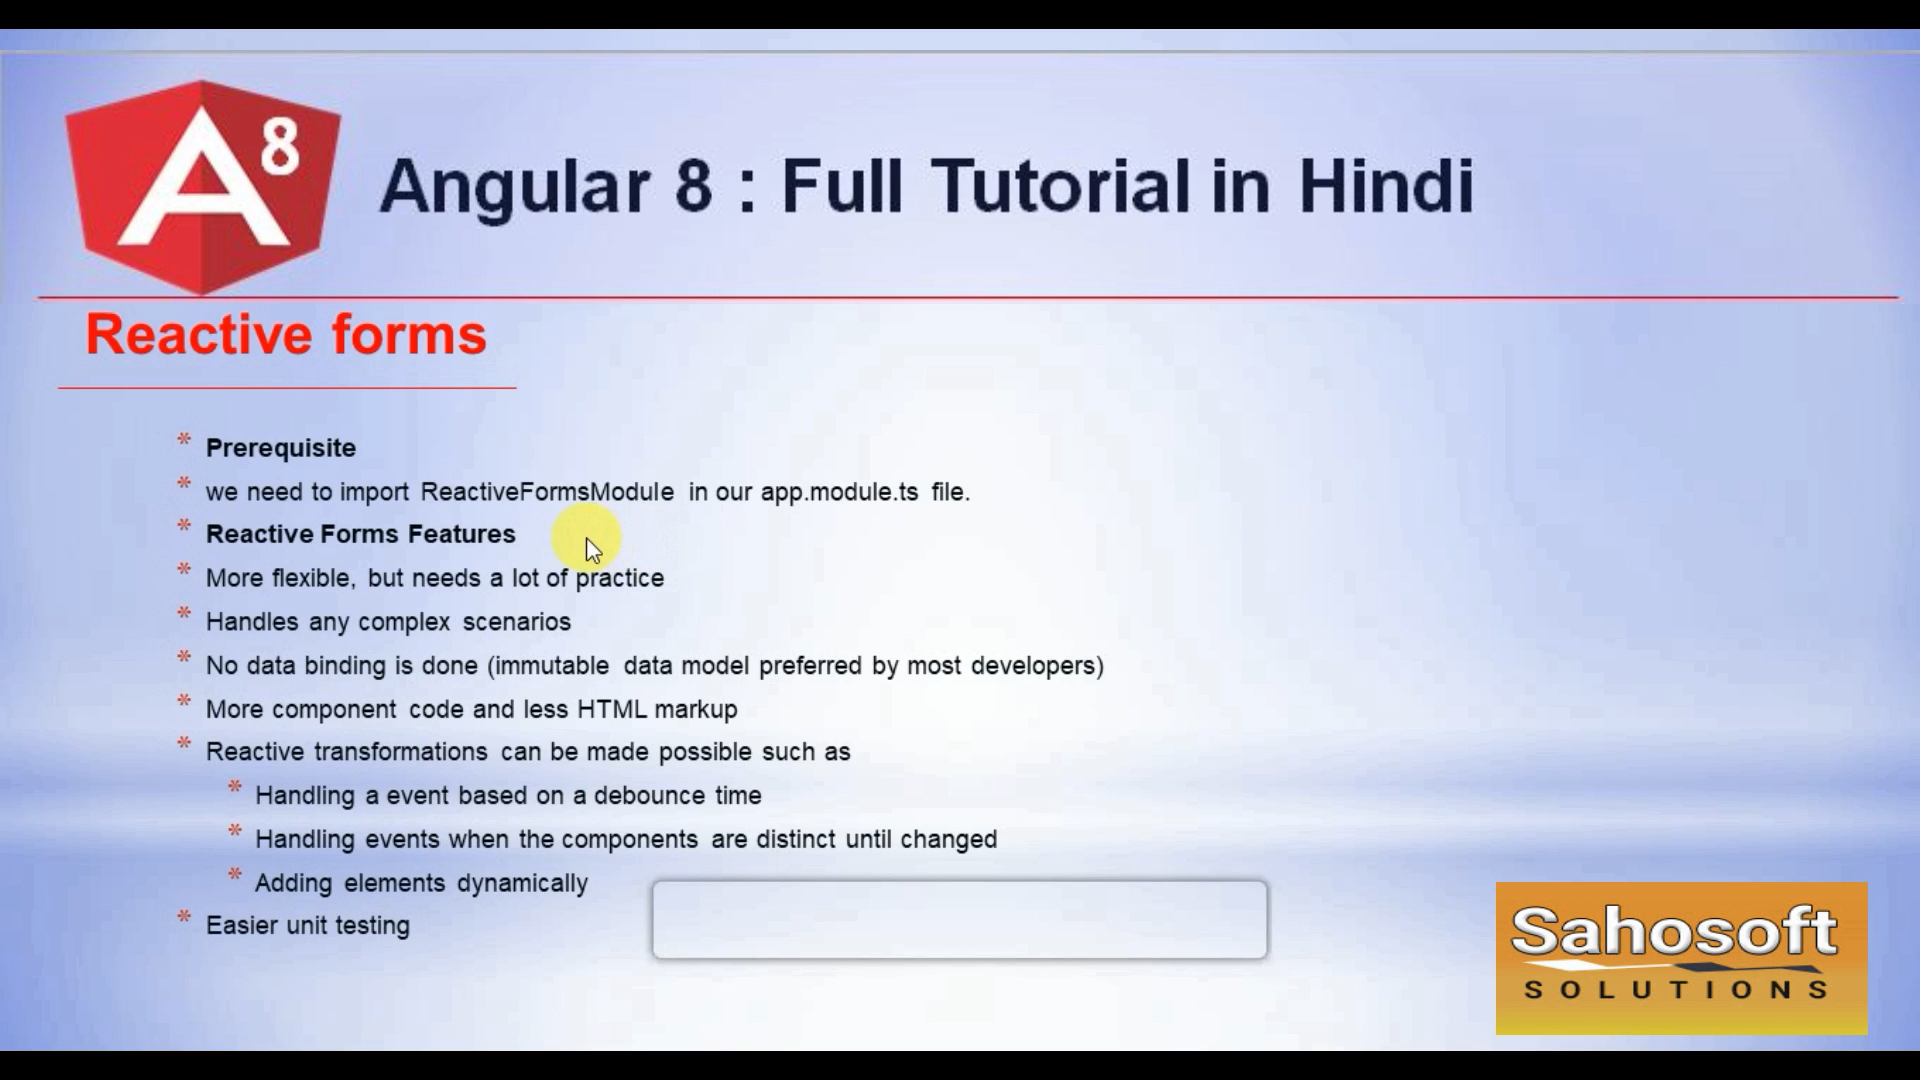 A8
Angular 8 : Full Tutorial in Hindi
Reactive forms
* Prerequisite
* we need to import ReactiveFormsModule in our app.module.ts file.
* Reactive Forms Features
* More flexible, but needs a lot of practice
* Handles any complex scenarios
* No data binding is done (immutable data model preferred by most developers)
* More component code and less HTML markup
* Reactive transformations can be made possible such as
* Handling a event based on a debounce time
* Handling events when the components are distinct until changed
* Adding elements dynamically
* Easier unit testing
Sahosoft
SOLUTIONS